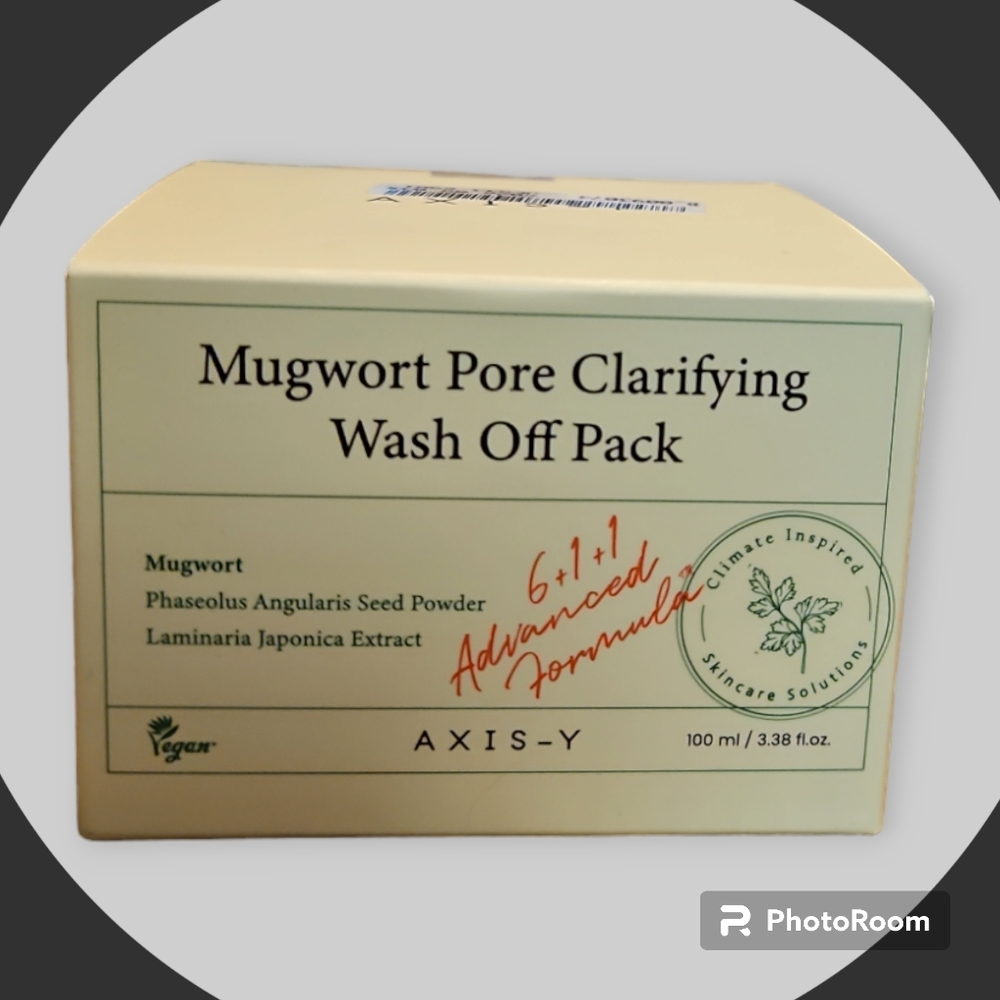 Mugwort Pore Clarifying
Wash Off Pack
Mugwort
Phaseolus Angularis Seed Powder
Laminaria Japonica Extract
6+1+1
Advanced
Formula
Climate Inspired
Skincare Solutions
Vegan
AXIS-Y
100 ml / 3.38 fl.oz.
PhotoRoom